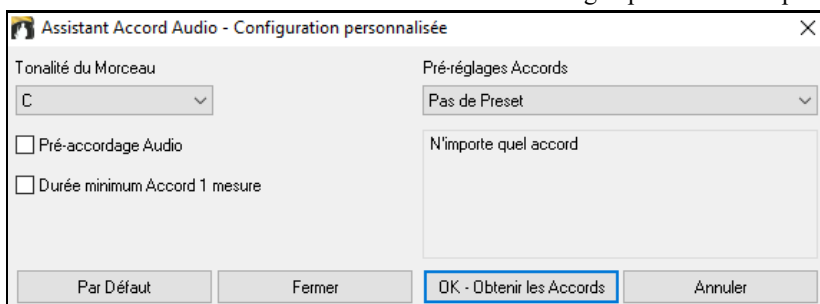 Assistant Accord Audio - Configuration personnalisée
Tonalité du Morceau
Pré-réglages Accords
C
Pas de Preset
Pré-accordage Audio
N'importe quel accord
Durée minimum Accord 1 mesure
Par Défaut
Fermer
OK - Obtenir les Accords
Annuler